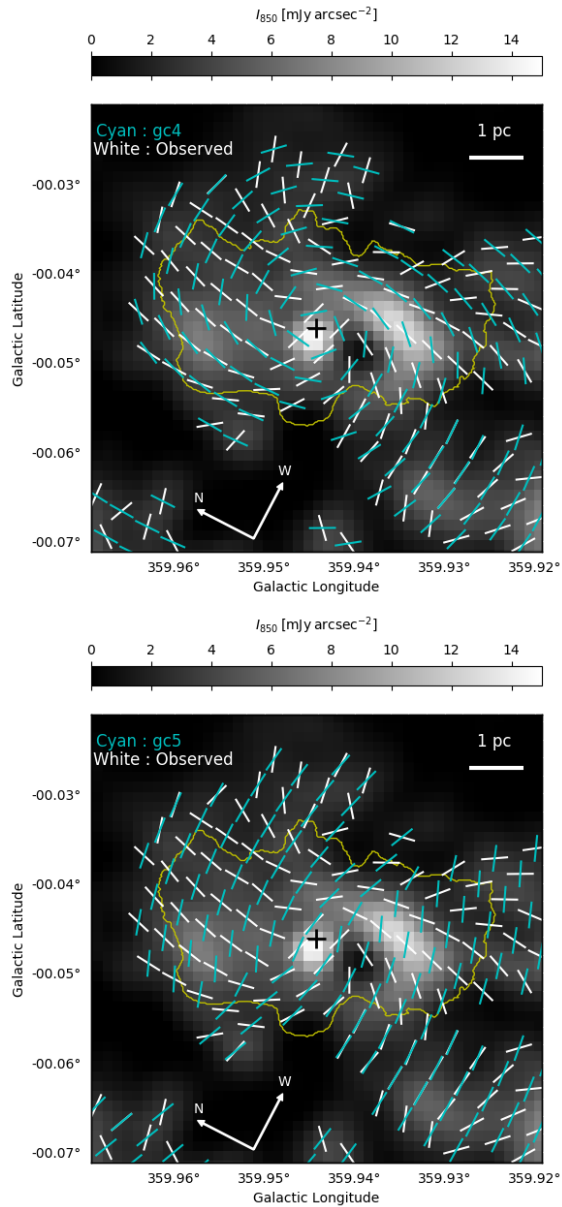 I850 [mJy arcsec−2]
0 2 4 6 8 10 12 14
Cyan : gc4
White : Observed
1 pc
-00.03°
-00.04°
-00.05°
-00.06°
-00.07°
Galactic Latitude
N
W
359.96° 359.95° 359.94° 359.93° 359.92°
Galactic Longitude
I850 [mJy arcsec−2]
0 2 4 6 8 10 12 14
Cyan : gc5
White : Observed
1 pc
-00.03°
-00.04°
-00.05°
-00.06°
-00.07°
Galactic Latitude
N
W
359.96° 359.95° 359.94° 359.93° 359.92°
Galactic Longitude